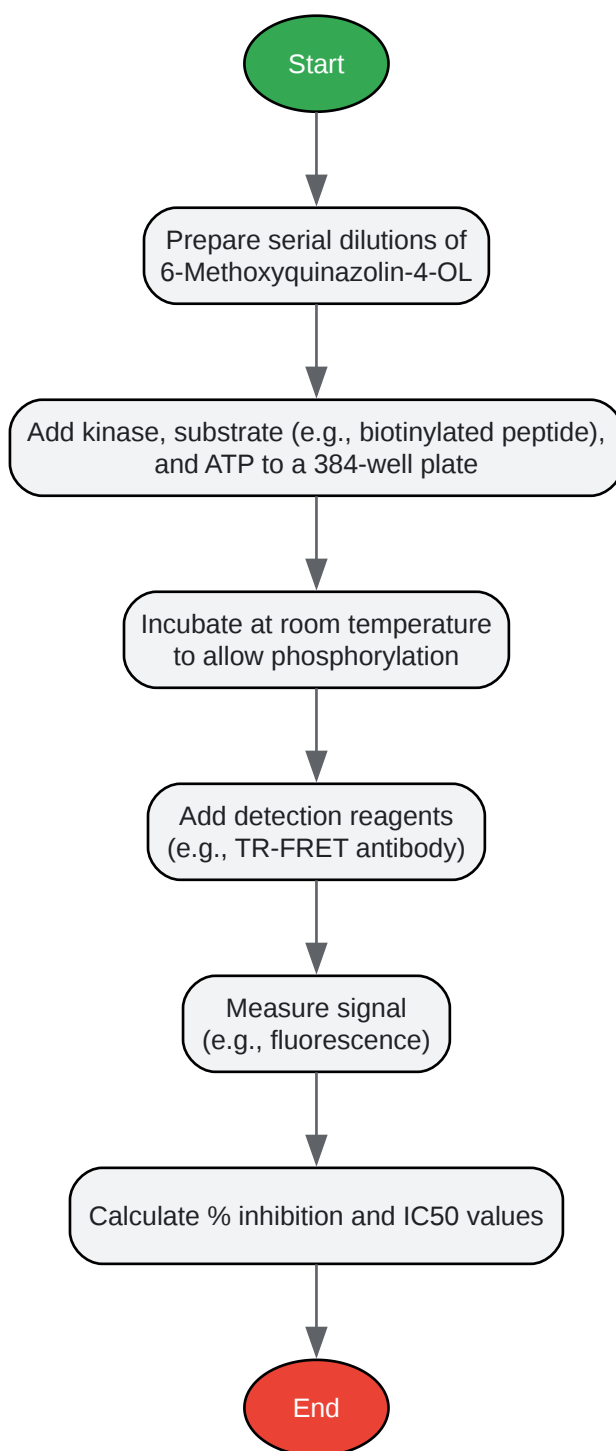 Start
Prepare serial dilutions of
6-Methoxyquinazolin-4-OL
Add kinase, substrate (e.g., biotinylated peptide),
and ATP to a 384-well plate
Incubate at room temperature
to allow phosphorylation
Add detection reagents
(e.g., TR-FRET antibody)
Measure signal
(e.g., fluorescence)
Calculate % inhibition and IC50 values
End